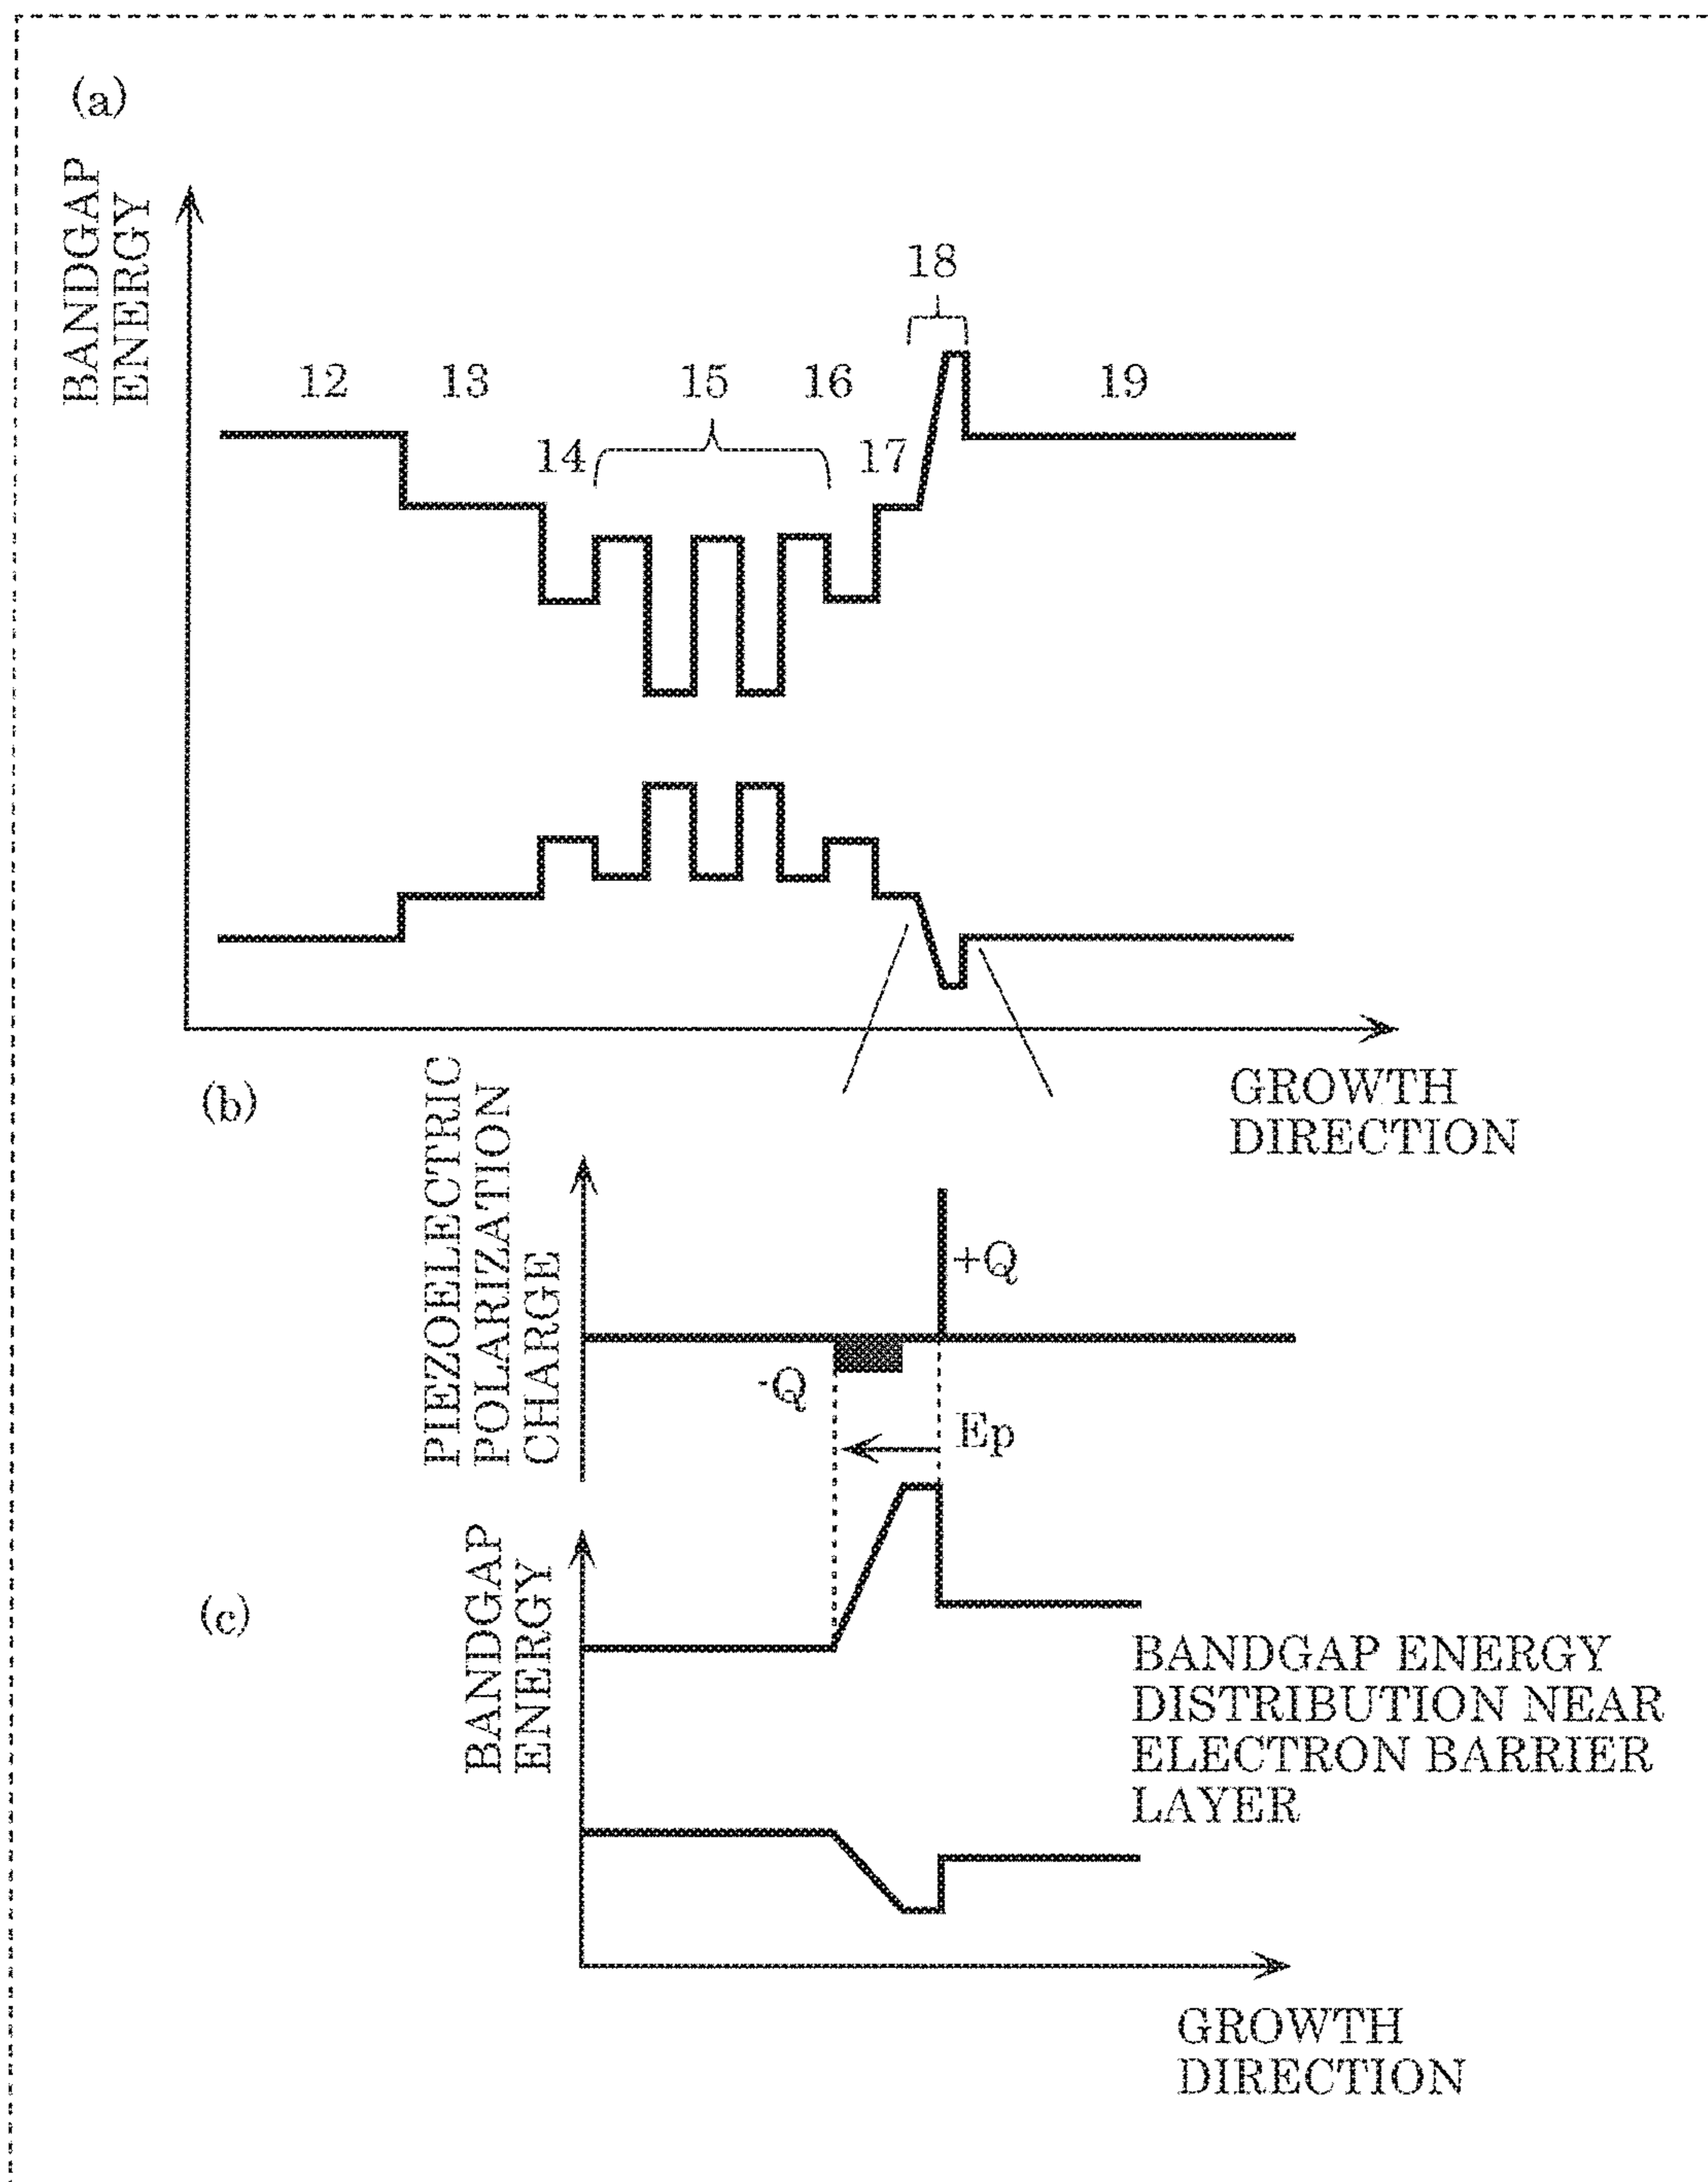 (a)
BANDGAP
ENERGY
18
12
13
15
16
19
14
17
GROWTH
DIRECTION
(b)
PIEZOELECTRIC
POLARIZATION
CHARGE
+Q
-Q
Ep
(c)
BANDGAP
ENERGY
BANDGAP ENERGY
DISTRIBUTION NEAR
ELECTRON BARRIER
LAYER
GROWTH
DIRECTION